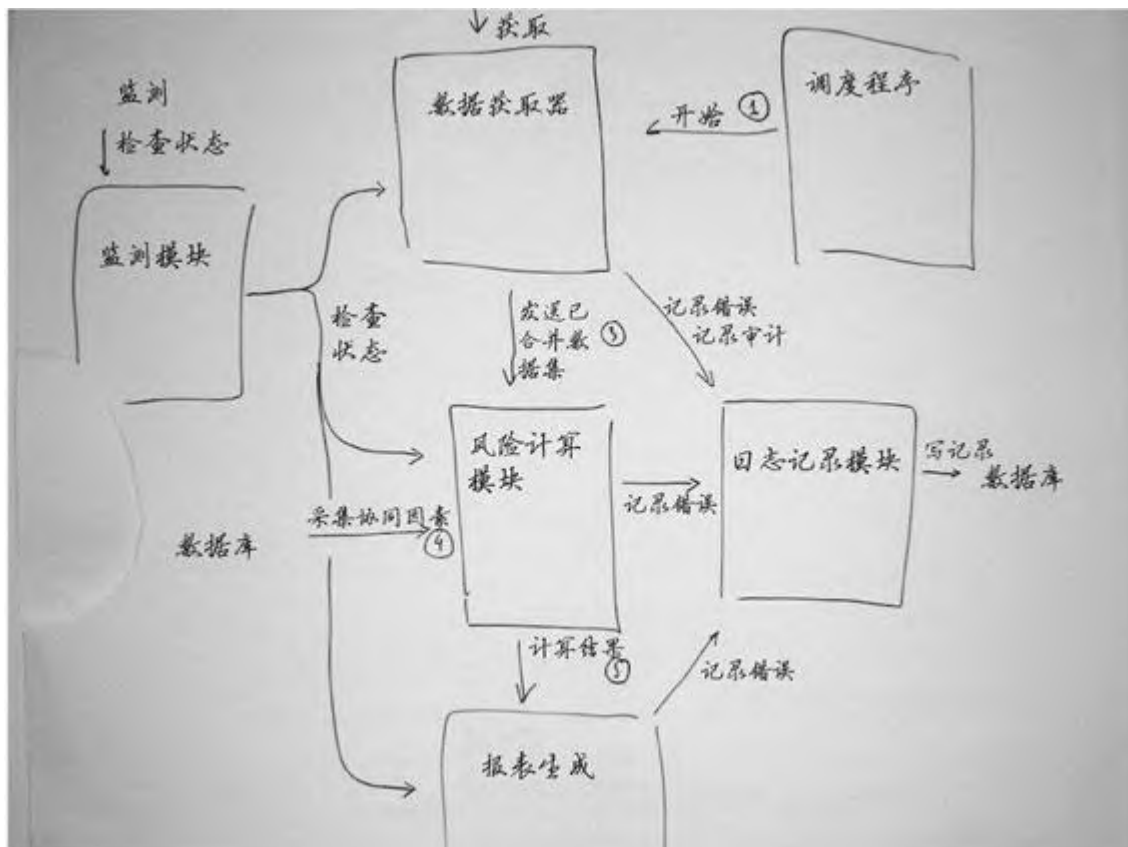 获取
数据获取器
调度程序
监测
检查状态
开始 ①
监测模块
检查
状态
发送已
合并数 ③
据集
记录错误
记录审计
风险计算
模块
日志记录模块
写记录
数据库
记录错误
采集协同因素
④
数据库
计算结果
⑤
记录错误
报表生成